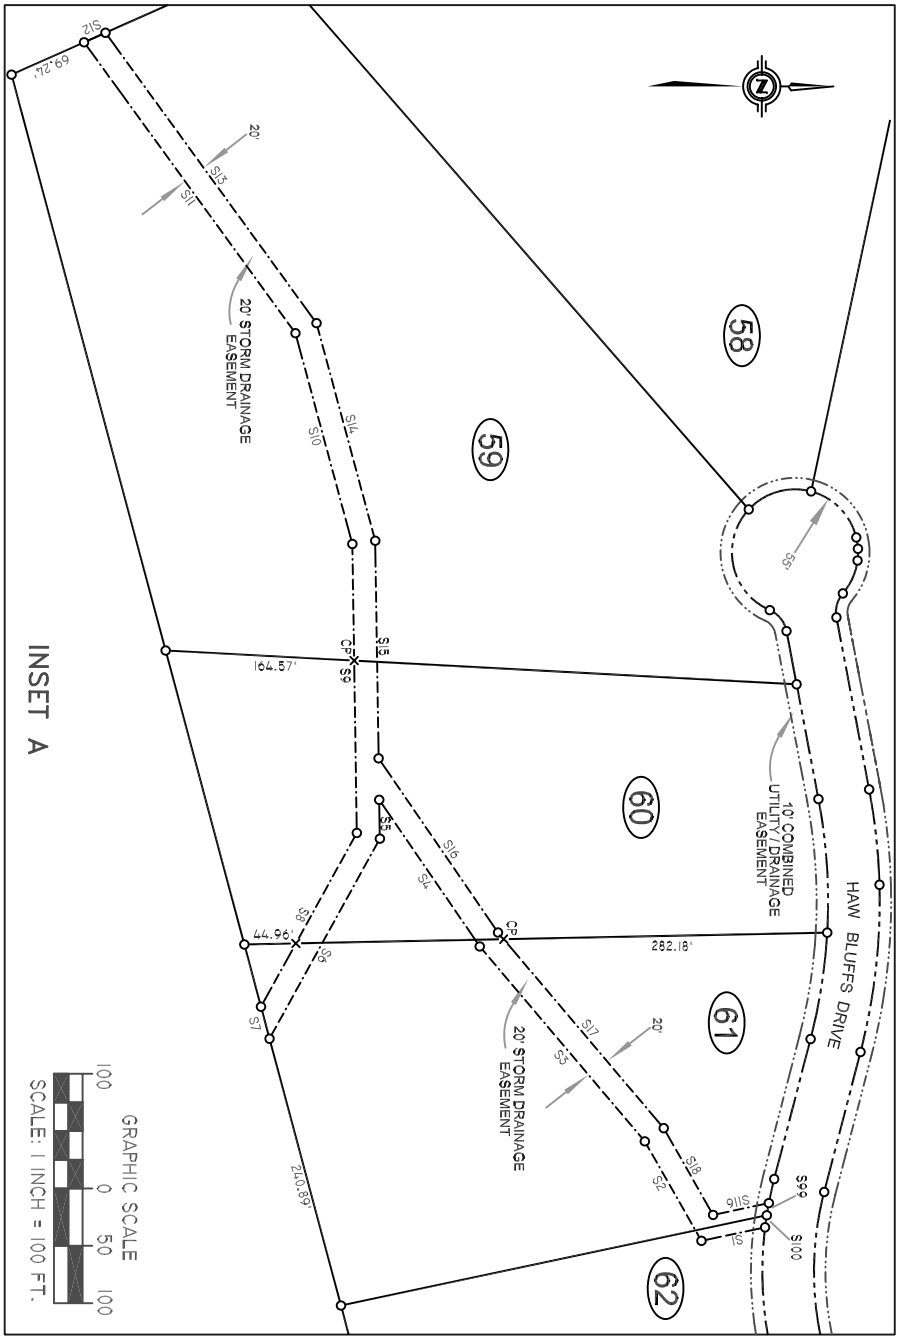 S12
69.24'
N
20'
S13
S11
58
20' STORM DRAINAGE
EASEMENT
S14
S10
59
55'
INSET A
164.57'
CP
S9
S15
10' COMBINED
UTILITY / DRAINAGE
EASEMENT
60
S5
S16
S4
HAW BLUFFS DRIVE
44.96'
S8
S6
CP
282.18'
S7
61
S17
20'
S3
20' STORM DRAINAGE
EASEMENT
S18
S2
S116
S1
S99
S100
240.89'
62
GRAPHIC SCALE
100 0 50 100
SCALE: 1 INCH = 100 FT.